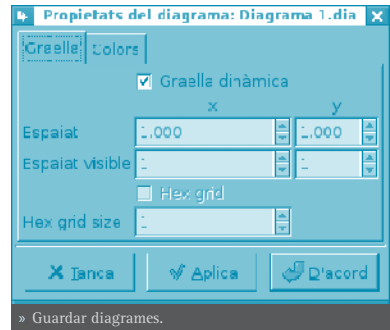 Propietats del diagrama: Diagrama 1.dia
Graella Colors
Graella dinàmica
x y
Espaiat 1.000 1.000
Espaiat visible 1 1
Hex grid
Hex grid size 1
Tanca Aplica D'acord
» Guardar diagrames.